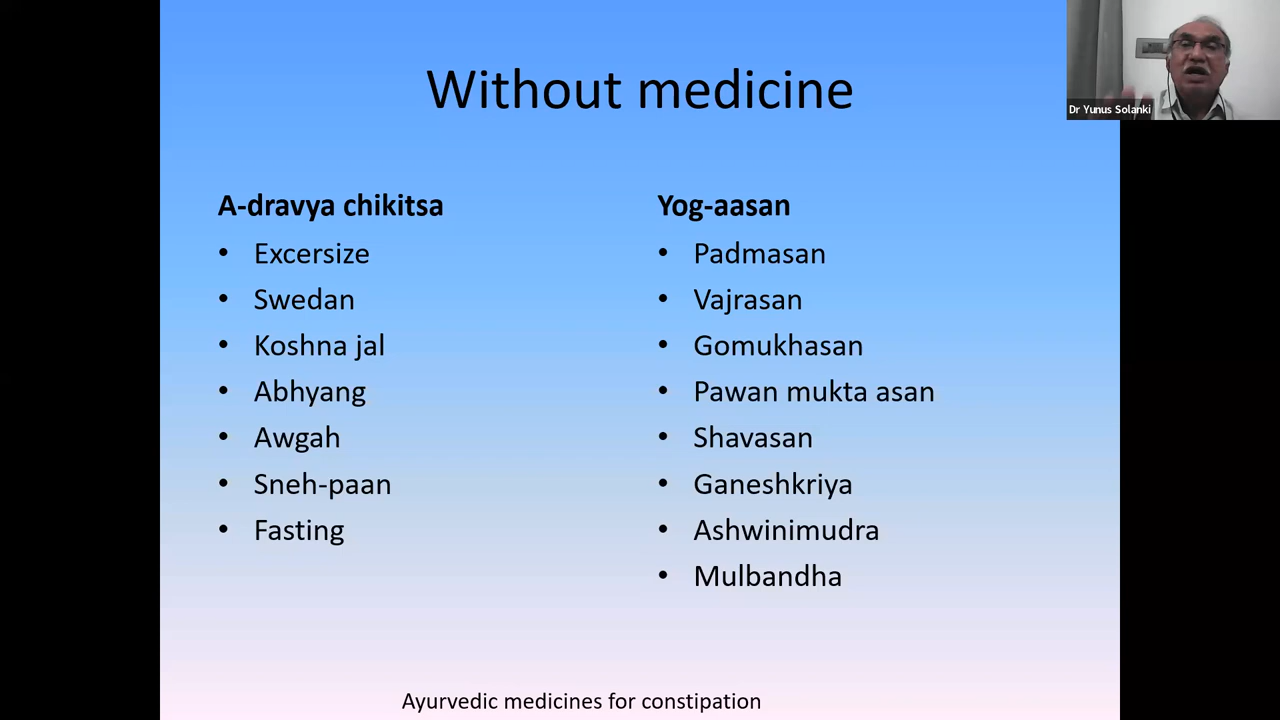 Without medicine
Dr Yunus Solanki
A-dravya chikitsa
• Excersize
• Swedan
• Koshna jal
• Abhyang
• Awgah
• Sneh-paan
• Fasting
Yog-aasan
• Padmasan
• Vajrasan
• Gomukhasan
• Pawan mukta asan
• Shavasan
• Ganeshkriya
• Ashwinimudra
• Mulbandha
Ayurvedic medicines for constipation